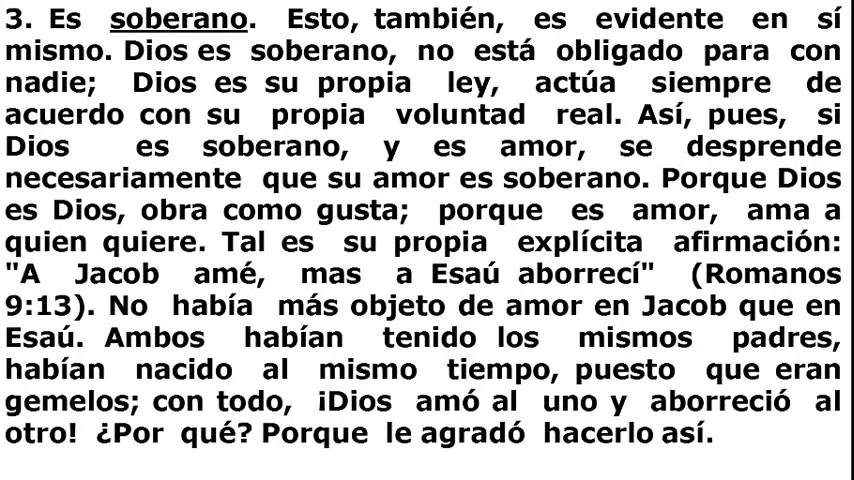 3. Es soberano. Esto, también, es evidente en sí
mismo. Dios es soberano, no está obligado para con
nadie; Dios es su propia ley, actúa siempre de
acuerdo con su propia voluntad real. Así, pues, si
Dios es soberano, y es amor, se desprende
necesariamente que su amor es soberano. Porque Dios
es Dios, obra como gusta; porque es amor, ama a
quien quiere. Tal es su propia explícita afirmación:
"A Jacob amé, mas a Esaú aborrecí" (Romanos
9:13). No había más objeto de amor en Jacob que en
Esaú. Ambos habían tenido los mismos padres,
habían nacido al mismo tiempo, puesto que eran
gemelos; con todo, ¡Dios amó al uno y aborreció al
otro! ¿Por qué? Porque le agradó hacerlo así.